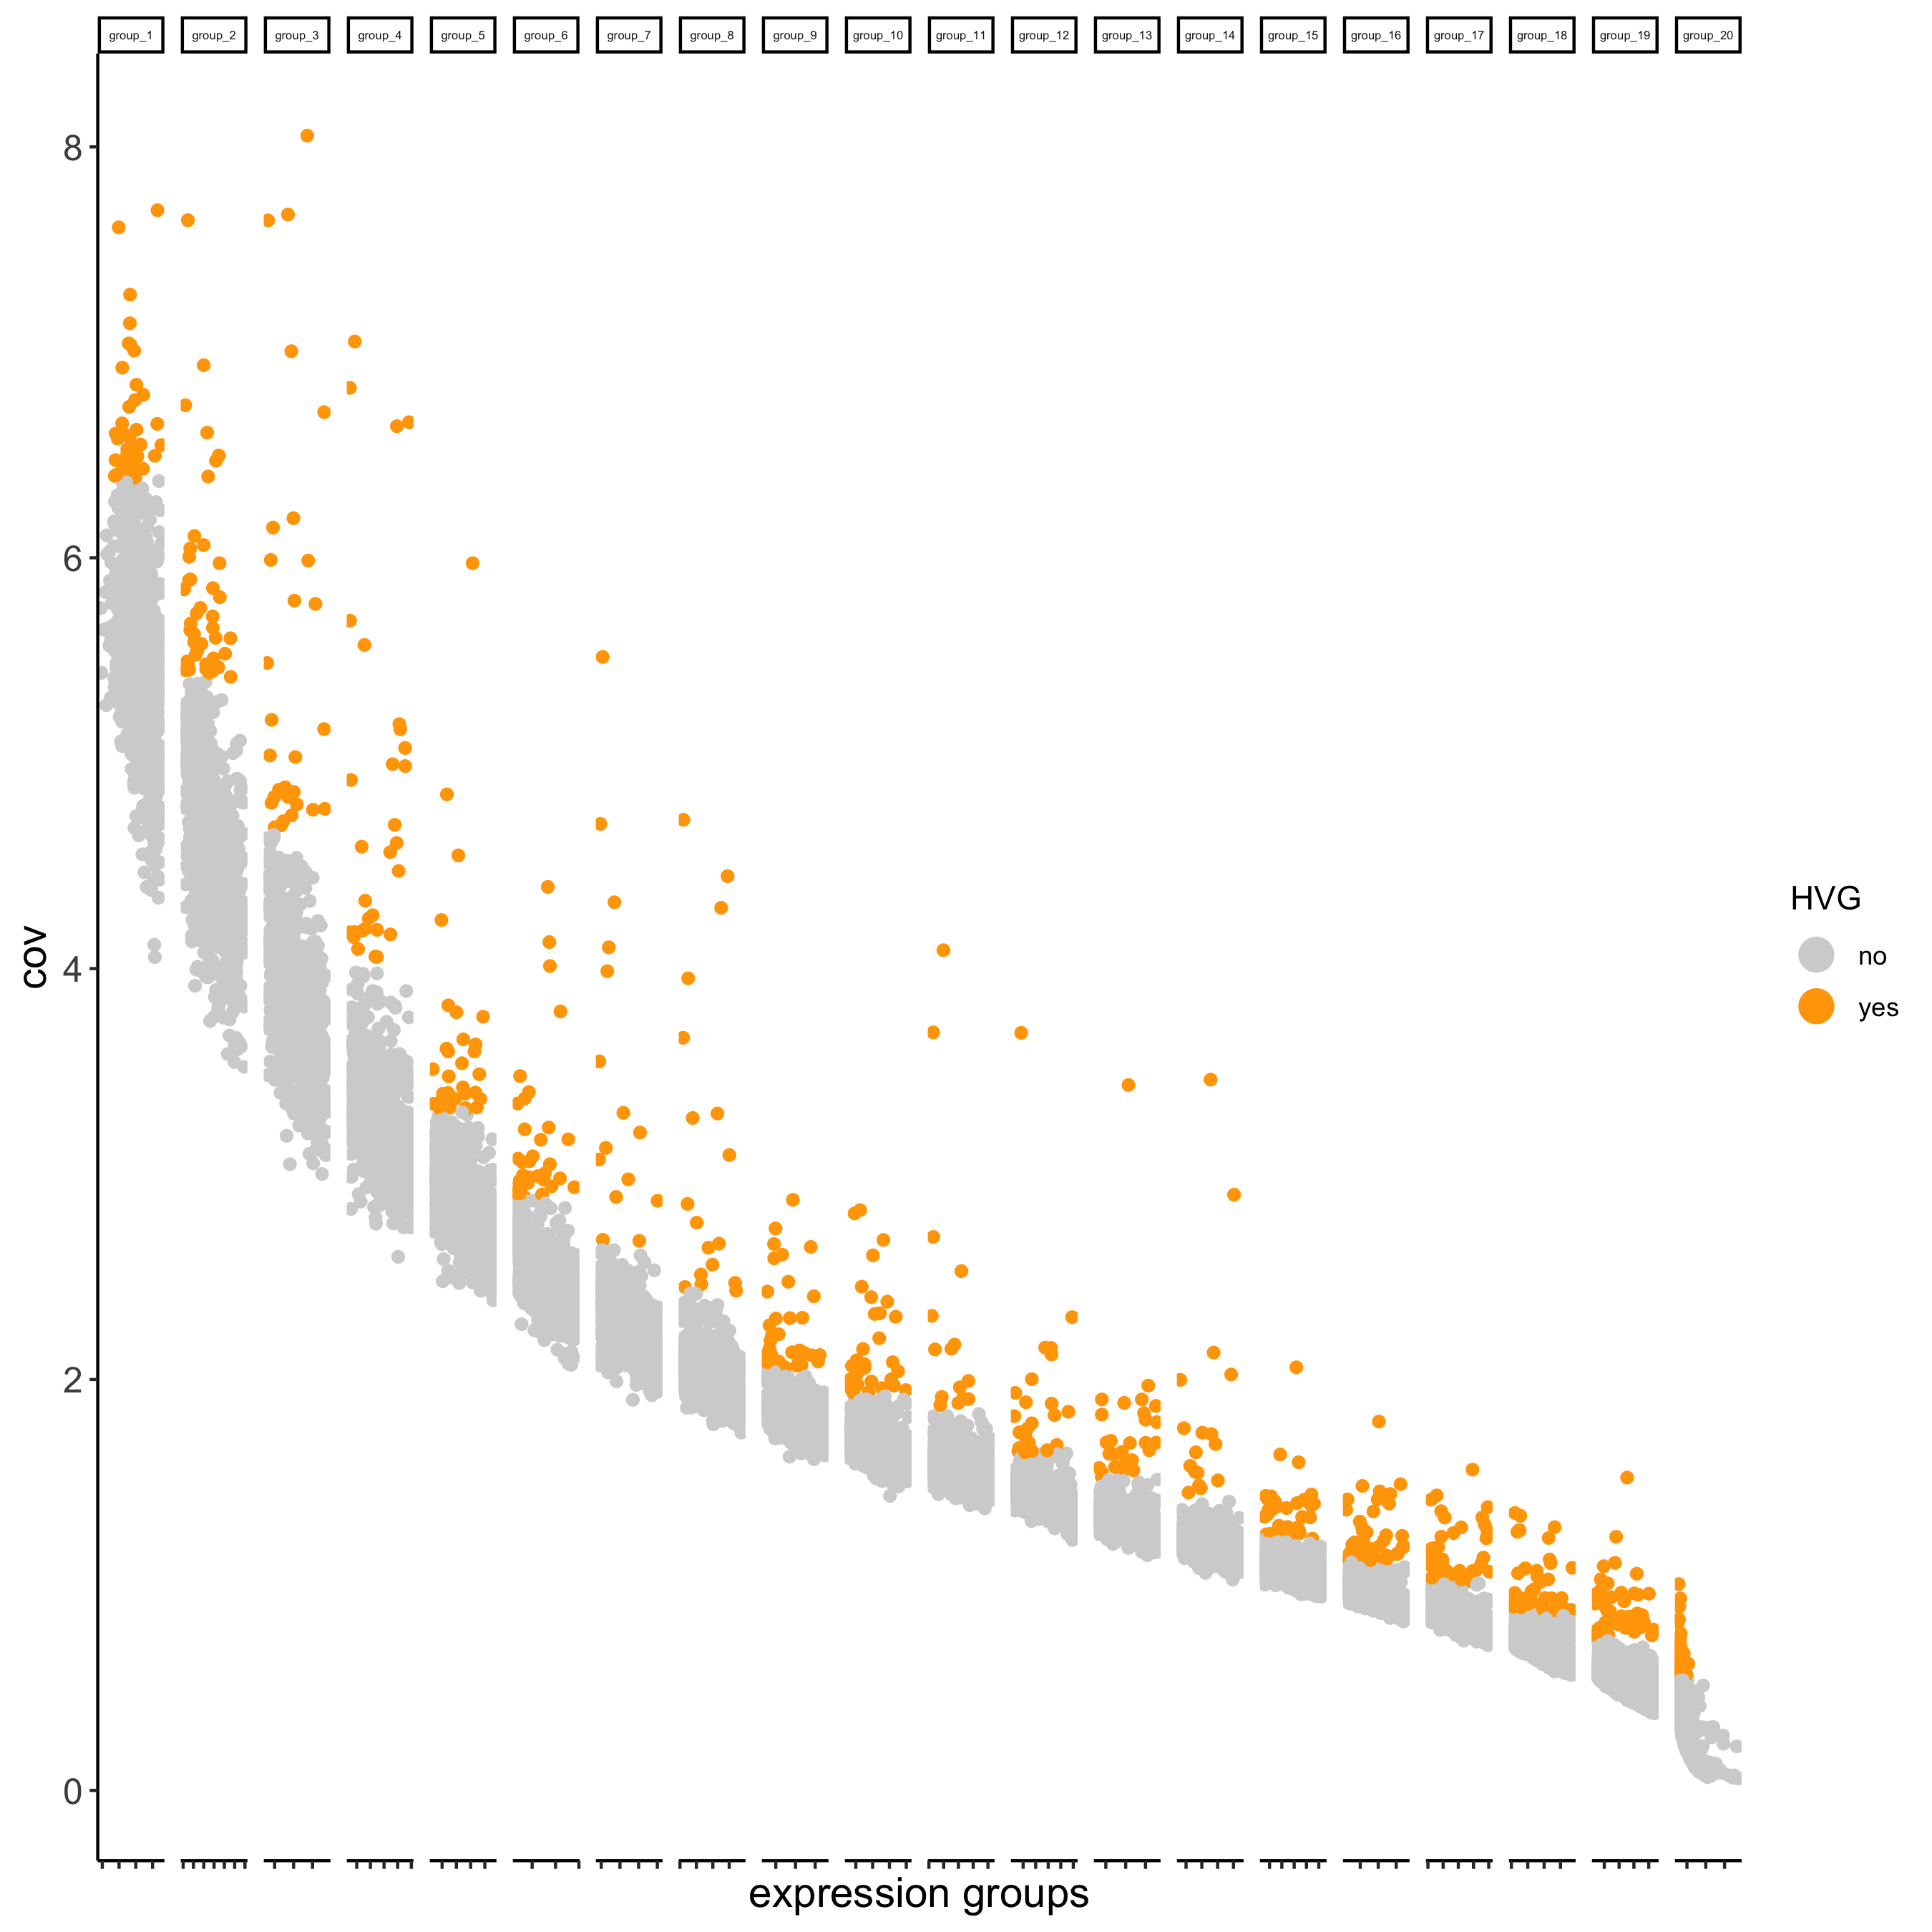 group_1 group_2 group_3 group_4 group_5 group_6 group_7 group_8 group_9 group_10 group_11 group_12 group_13 group_14 group_15 group_16 group_17 group_18 group_19 group_20
8
6
4
2
0
cov
expression groups
HVG
no
yes